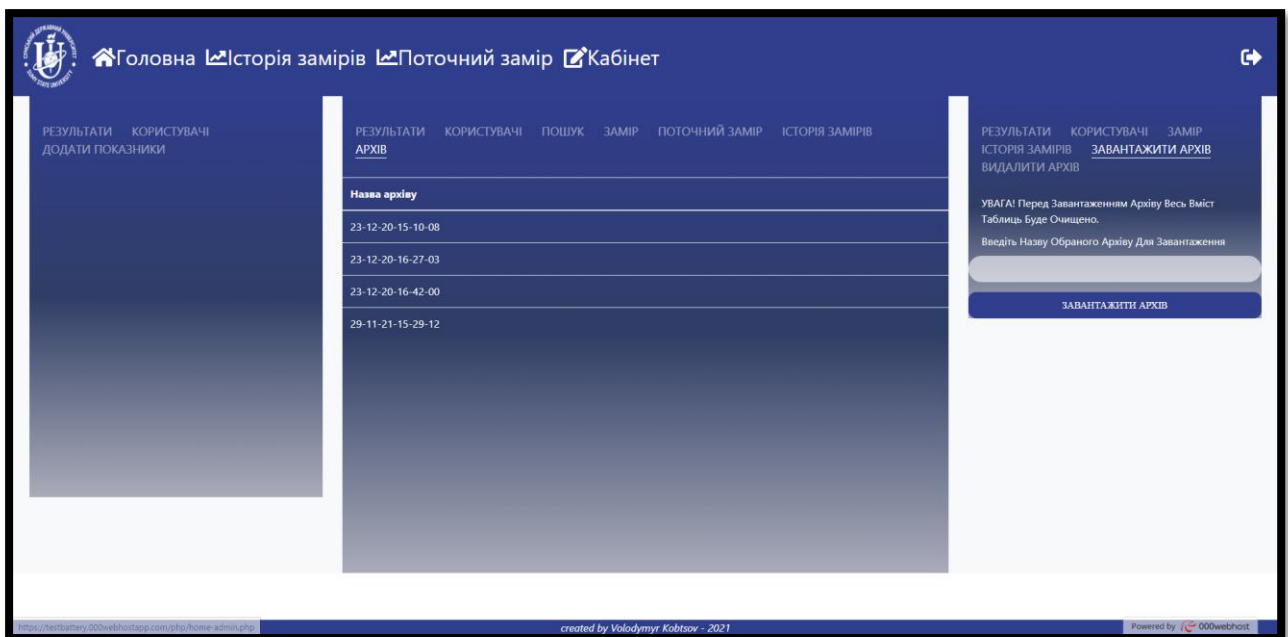 Головна Історія замірів Поточний замір Кабінет
РЕЗУЛЬТАТИ КОРИСТУВАЧІ
ДОДАТИ ПОКАЗНИКИ
РЕЗУЛЬТАТИ КОРИСТУВАЧІ ПОШУК ЗАМІР ПОТОЧНИЙ ЗАМІР ІСТОРІЯ ЗАМІРІВ
АРХІВ
Назва архіву
23-12-20-15-10-08
23-12-20-16-27-03
23-12-20-16-42-00
29-11-21-15-29-12
РЕЗУЛЬТАТИ КОРИСТУВАЧІ ЗАМІР
ІСТОРІЯ ЗАМІРІВ ЗАВАНТАЖИТИ АРХІВ
ВИДАЛИТИ АРХІВ
УВАГА! Перед Завантаженням Архіву Весь Вміст
Таблиць Буде Очищено.
Введіть Назву Обраного Архіву Для Завантаження
ЗАВАНТАЖИТИ АРХІВ
https://testbattery.000webhostapp.com/php/home-admin.php
created by Volodymyr Kobtsov - 2021
Powered by 000webhost